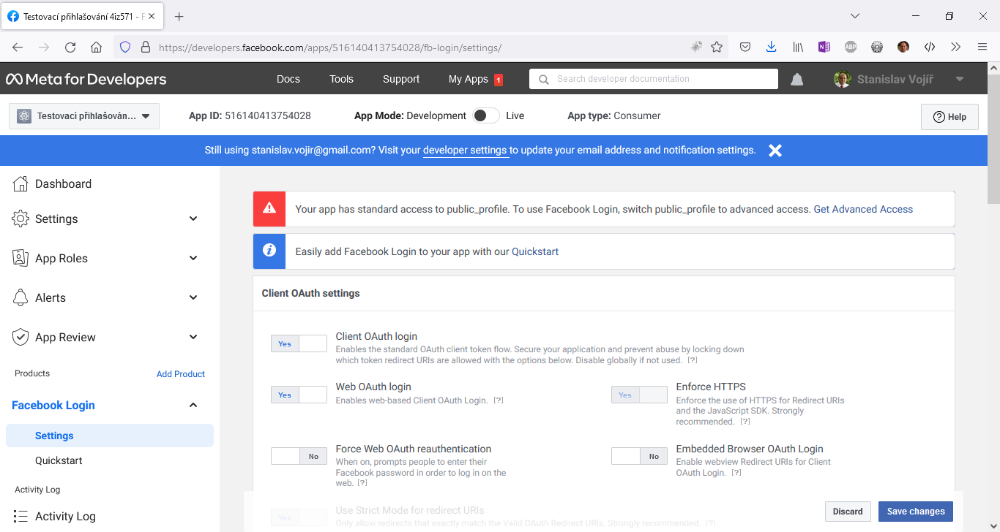 Testovací přihlašování 4iz571 - F
https://developers.facebook.com/apps/516140413754028/fb-login/settings/
ABP
Meta for Developers
Docs
Tools
Support
My Apps 1
Search developer documentation
Stanislav Vojíř
Testovací přihlašován...
App ID: 516140413754028
App Mode: Development
Live
App type: Consumer
Help
Still using stanislav.vojir@gmail.com? Visit your developer settings to update your email address and notification settings.
Dashboard
Settings
App Roles
Alerts
App Review
Products
Add Product
Facebook Login
Settings
Quickstart
Activity Log
Activity Log
Your app has standard access to public_profile. To use Facebook Login, switch public_profile to advanced access. Get Advanced Access
Easily add Facebook Login to your app with our Quickstart
Client OAuth settings
Yes
Client OAuth login
Enables the standard OAuth client token flow. Secure your application and prevent abuse by locking down
which token redirect URIs are allowed with the options below. Disable globally if not used. [?]
Yes
Web OAuth login
Enables web-based Client OAuth Login. [?]
Yes
Enforce HTTPS
Enforce the use of HTTPS for Redirect URIs
and the JavaScript SDK. Strongly
recommended. [?]
No
Force Web OAuth reauthentication
When on, prompts people to enter their
Facebook password in order to log in on the
web. [?]
No
Embedded Browser OAuth Login
Enable webview Redirect URIs for Client
OAuth Login. [?]
Yes
Use Strict Mode for redirect URIs
Only allow redirects that exactly match the Valid OAuth Redirect URIs. Strongly recommended. [?]
Discard
Save changes